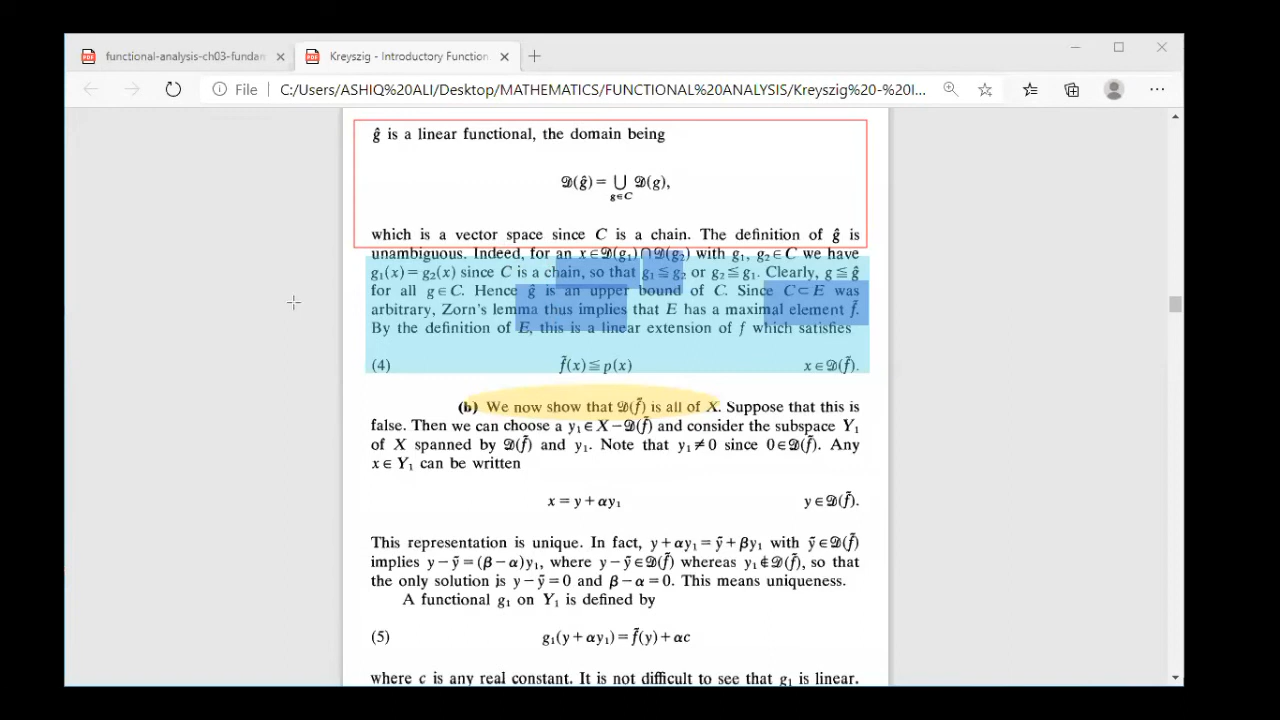 functional-analysis-ch03-fundar
Kreyszig - Introductory Function
File
C:/Users/ASHIQ%20ALI/Desktop/MATHEMATICS/FUNCTIONAL%20ANALYSIS/Kreyszig%20-%20I...
ĝ is a linear functional, the domain being
𝒟(ĝ) = ⋃ 𝒟(g),
g∈C
which is a vector space since C is a chain. The definition of ĝ is
unambiguous. Indeed, for an x∈𝒟(g₁)∩𝒟(g₂) with g₁, g₂∈C we have
g₁(x)=g₂(x) since C is a chain, so that g₁≦g₂ or g₂≦g₁. Clearly, g≦ĝ
for all g∈C. Hence ĝ is an upper bound of C. Since C⊂E was
arbitrary, Zorn's lemma thus implies that E has a maximal element f̃.
By the definition of E, this is a linear extension of f which satisfies
(4) f̃(x)≦p(x) x∈𝒟(f̃).
(b) We now show that 𝒟(f̃) is all of X. Suppose that this is
false. Then we can choose a y₁∈X−𝒟(f̃) and consider the subspace Y₁
of X spanned by 𝒟(f̃) and y₁. Note that y₁≠0 since 0∈𝒟(f̃). Any
x∈Y₁ can be written
x=y+αy₁ y∈𝒟(f̃).
This representation is unique. In fact, y+αy₁=ỹ+βy₁ with ỹ∈𝒟(f̃)
implies y−ỹ=(β−α)y₁, where y−ỹ∈𝒟(f̃) whereas y₁∉𝒟(f̃), so that
the only solution is y−ỹ=0 and β−α=0. This means uniqueness.
A functional g₁ on Y₁ is defined by
(5) g₁(y+αy₁)=f̃(y)+αc
where c is any real constant. It is not difficult to see that g₁ is linear.